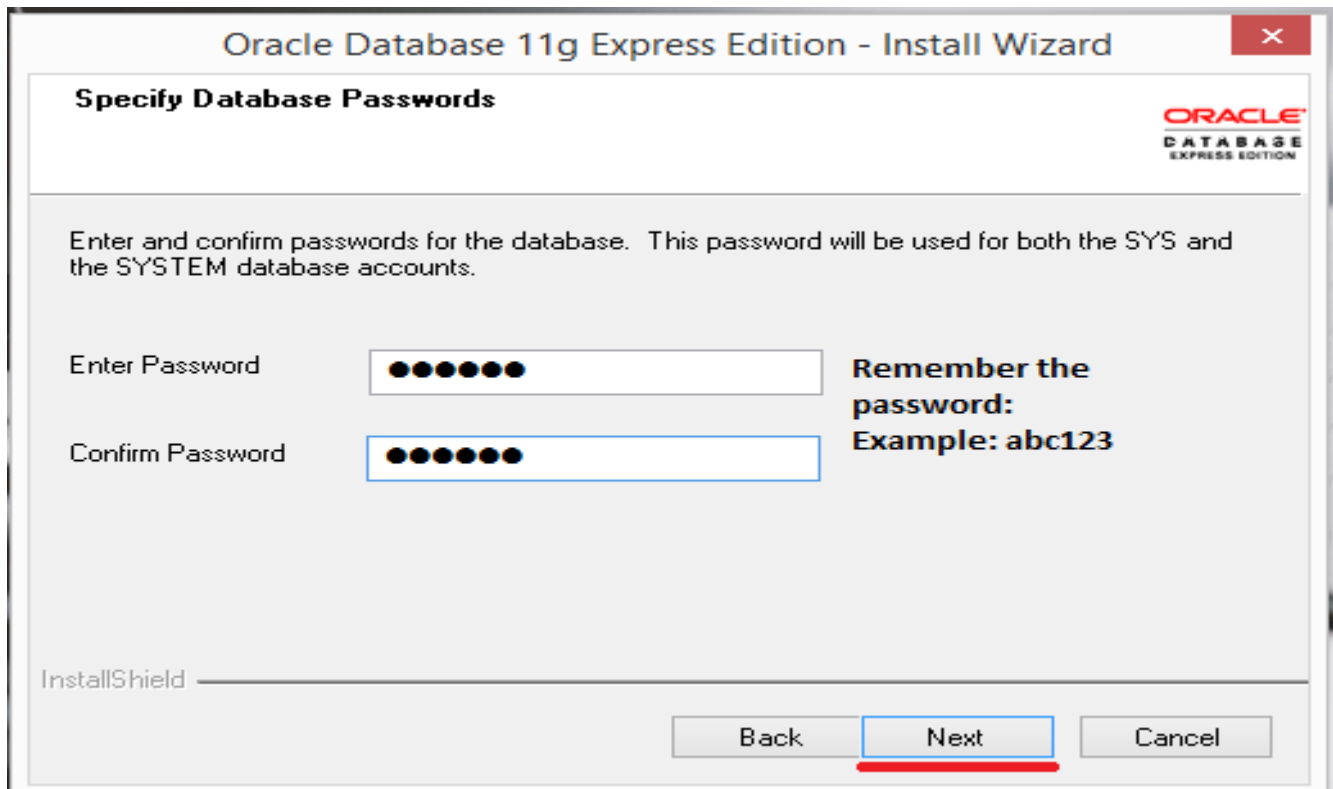 Oracle Database 11g Express Edition - Install Wizard
Specify Database Passwords
ORACLE
DATABASE
EXPRESS EDITION
Enter and confirm passwords for the database.  This password will be used for both the SYS and
the SYSTEM database accounts.
Enter Password ●●●●●●
Remember the
password:
Example: abc123
Confirm Password ●●●●●●
InstallShield
Back Next Cancel